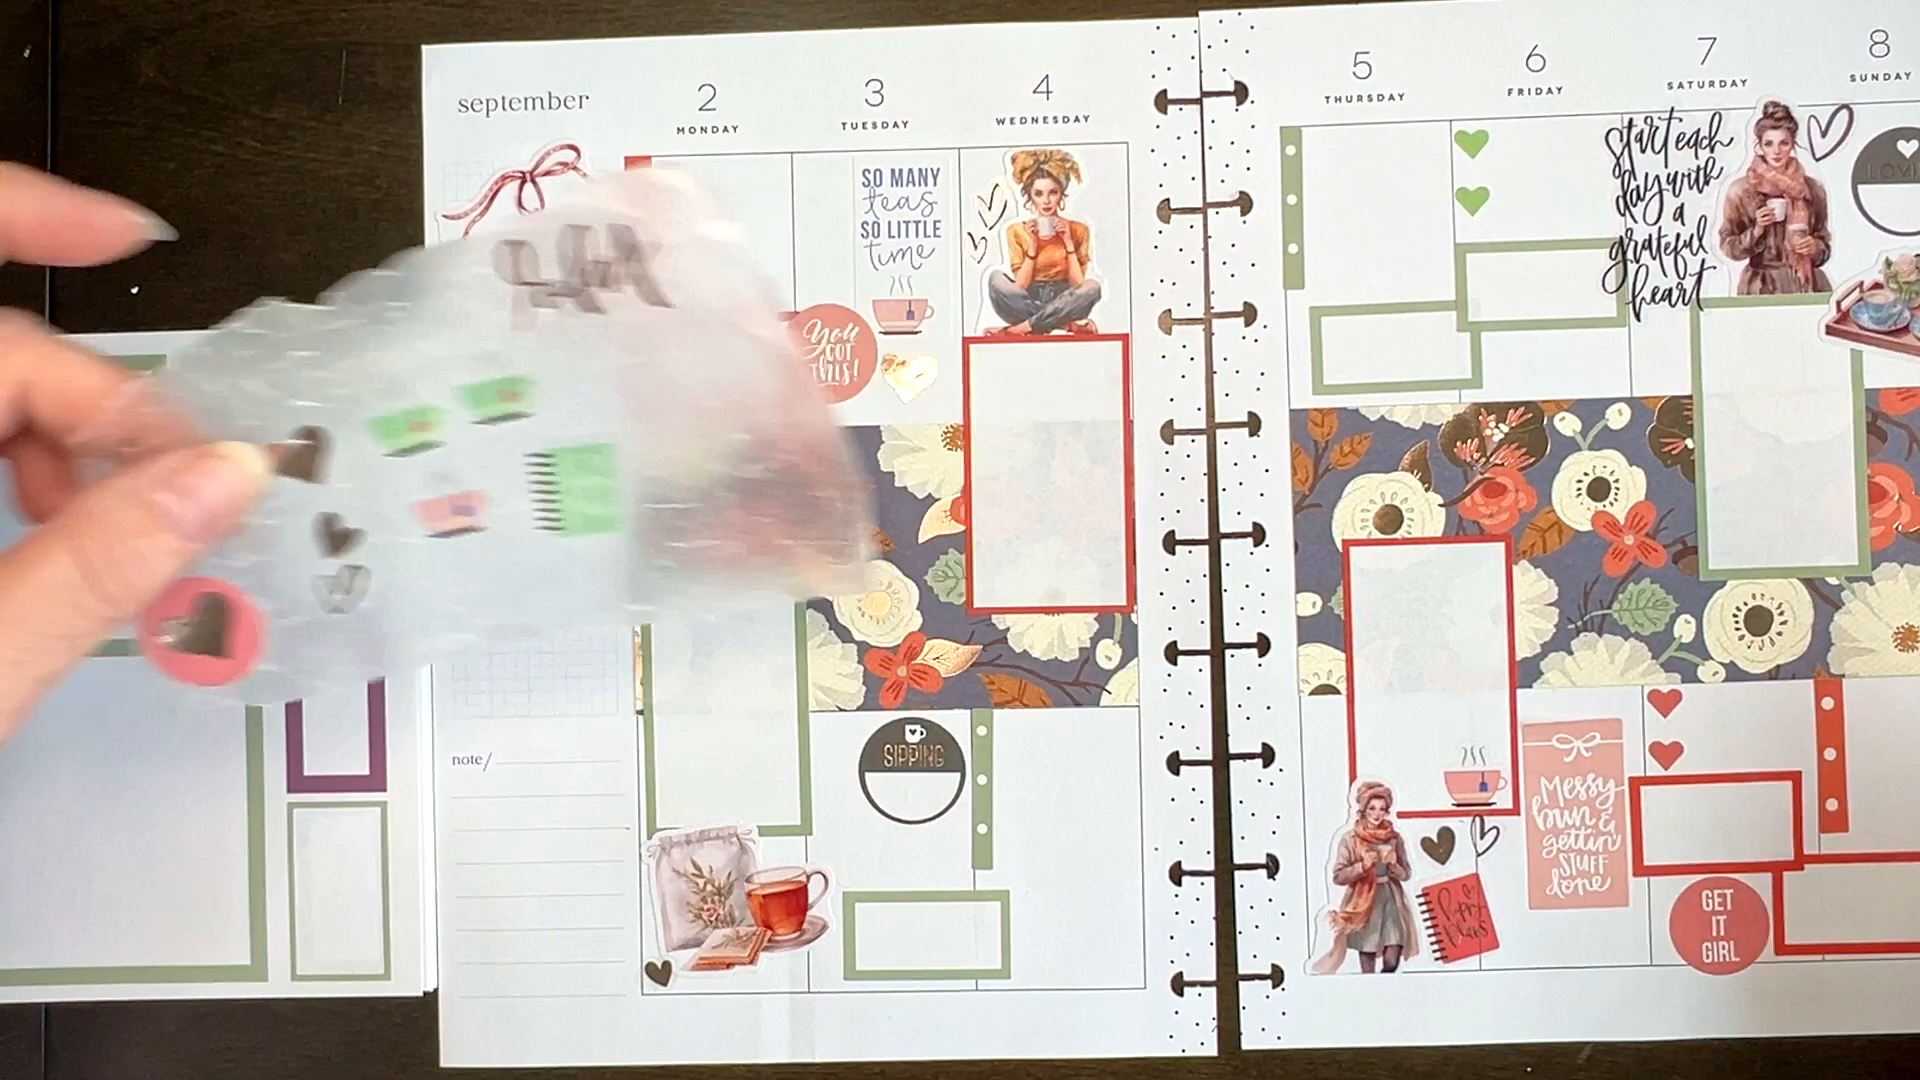 september
2
MONDAY
3
TUESDAY
4
WEDNESDAY
5
THURSDAY
6
FRIDAY
7
SATURDAY
8
SUNDAY
SO MANY
teas
SO LITTLE
time
You
GOT
THIS!
note/
SIPPING
start each
day with
a
grateful
heart
Messy
bun &
gettin'
STUFF
done
GET
IT
GIRL